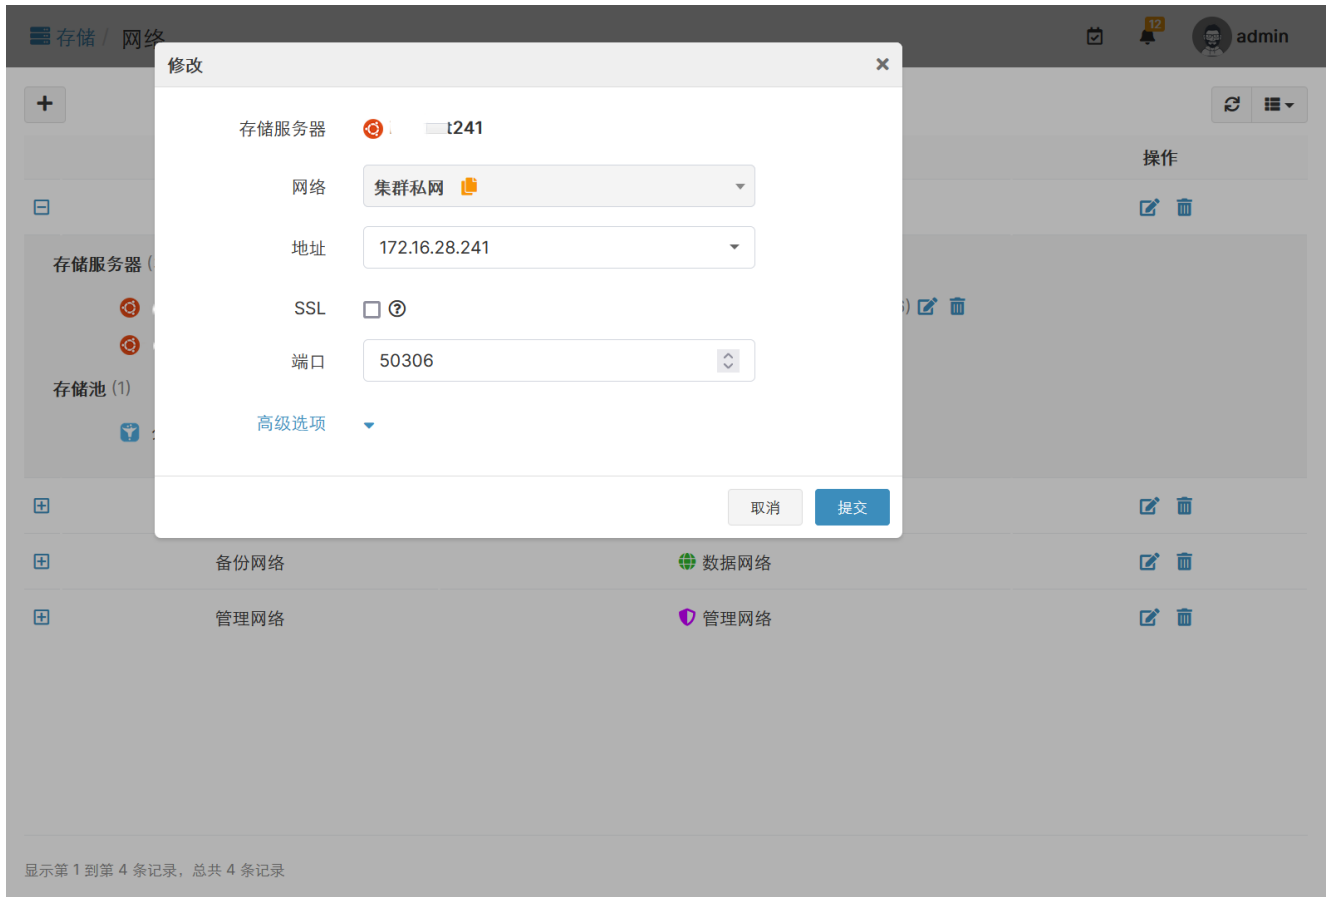 存储 / 网络
12
admin
修改
存储服务器
t241
操作
网络
集群私网
地址
172.16.28.241
存储服务器 (
SSL
)
端口
50306
存储池 (1)
高级选项
取消
提交
备份网络
数据网络
管理网络
管理网络
显示第 1 到第 4 条记录，总共 4 条记录